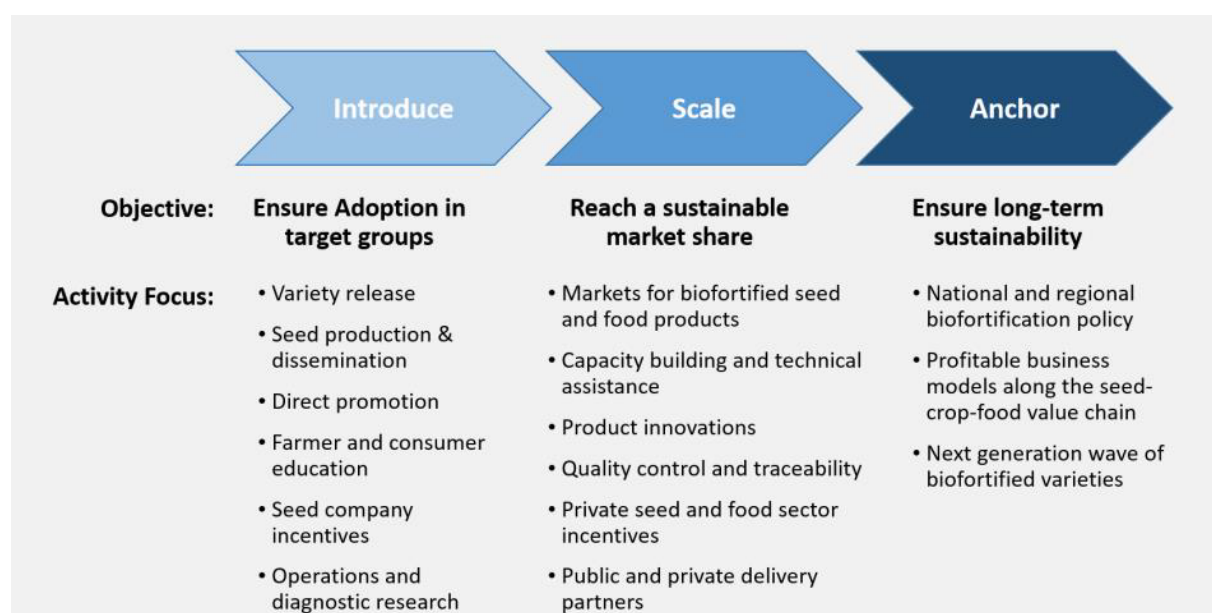 Introduce
Scale
Anchor
Objective:
Ensure Adoption in
target groups
Reach a sustainable
market share
Ensure long-term
sustainability
Activity Focus:
• Variety release
• Seed production &
dissemination
• Direct promotion
• Farmer and consumer
education
• Seed company
incentives
• Operations and
diagnostic research
• Markets for biofortified seed
and food products
• Capacity building and technical
assistance
• Product innovations
• Quality control and traceability
• Private seed and food sector
incentives
• Public and private delivery
partners
• National and regional
biofortification policy
• Profitable business
models along the seed-
crop-food value chain
• Next generation wave of
biofortified varieties